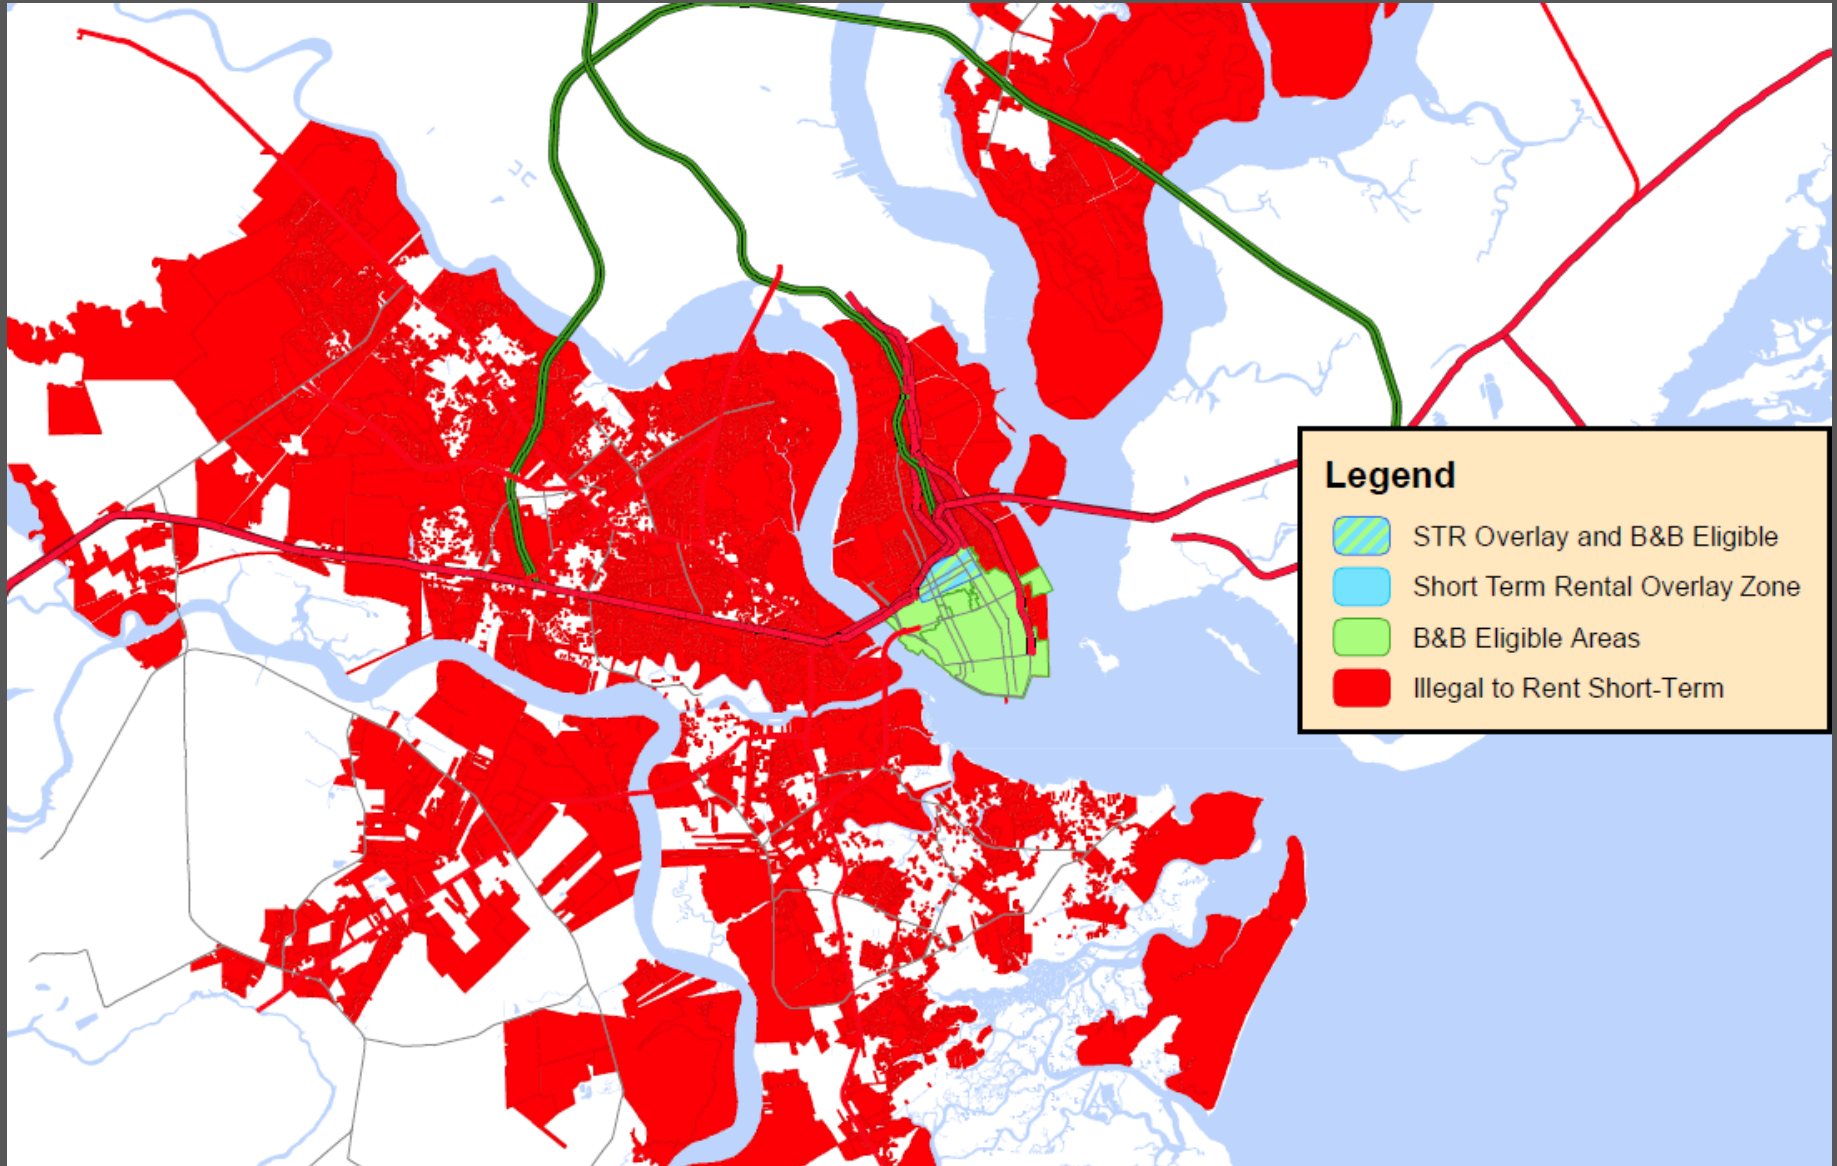 Legend
STR Overlay and B&B Eligible
Short Term Rental Overlay Zone
B&B Eligible Areas
Illegal to Rent Short-Term